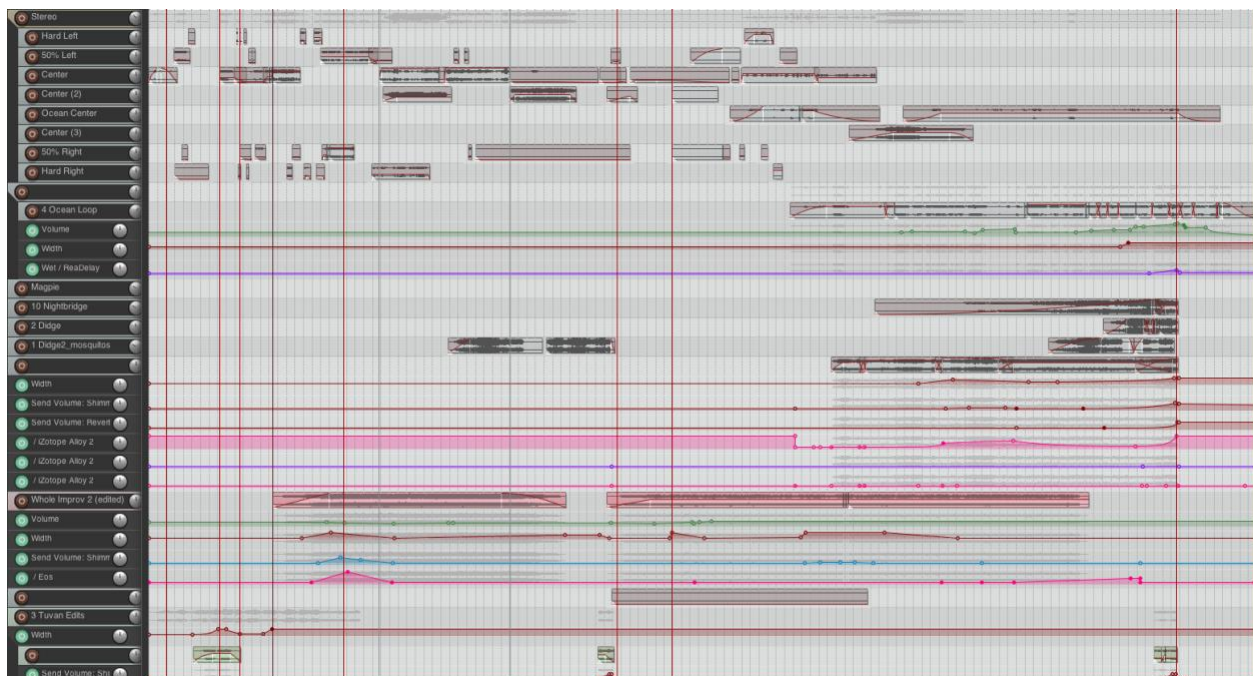 Stereo
Hard Left
50% Left
Center
Center (2)
Ocean Center
Center (3)
50% Right
Hard Right
4 Ocean Loop
Volume
Width
Wet / ReaDelay
Magpie
10 Nightbridge
2 Didge
1 Didge2_mosquitos
Width
Send Volume: Shimm
Send Volume: Reverb
/ iZotope Alloy 2
/ iZotope Alloy 2
/ iZotope Alloy 2
Whole Improv 2 (edited)
Volume
Width
Send Volume: Shimm
/ Eos
3 Tuvan Edits
Width
Send Volume: Shi